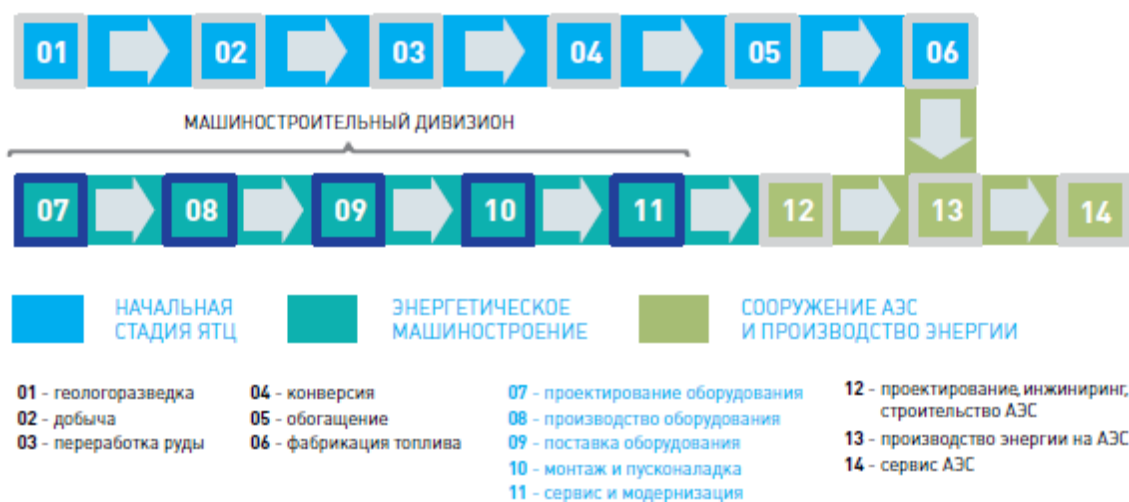 01 02 03 04 05 06
МАШИНОСТРОИТЕЛЬНЫЙ ДИВИЗИОН
07 08 09 10 11 12 13 14
НАЧАЛЬНАЯ
СТАДИЯ ЯТЦ
ЭНЕРГЕТИЧЕСКОЕ
МАШИНОСТРОЕНИЕ
СООРУЖЕНИЕ АЭС
И ПРОИЗВОДСТВО ЭНЕРГИИ
01 - геологоразведка
02 - добыча
03 - переработка руды
04 - конверсия
05 - обогащение
06 - фабрикация топлива
07 - проектирование оборудования
08 - производство оборудования
09 - поставка оборудования
10 - монтаж и пусконаладка
11 - сервис и модернизация
12 - проектирование, инжиниринг,
строительство АЭС
13 - производство энергии на АЭС
14 - сервис АЭС